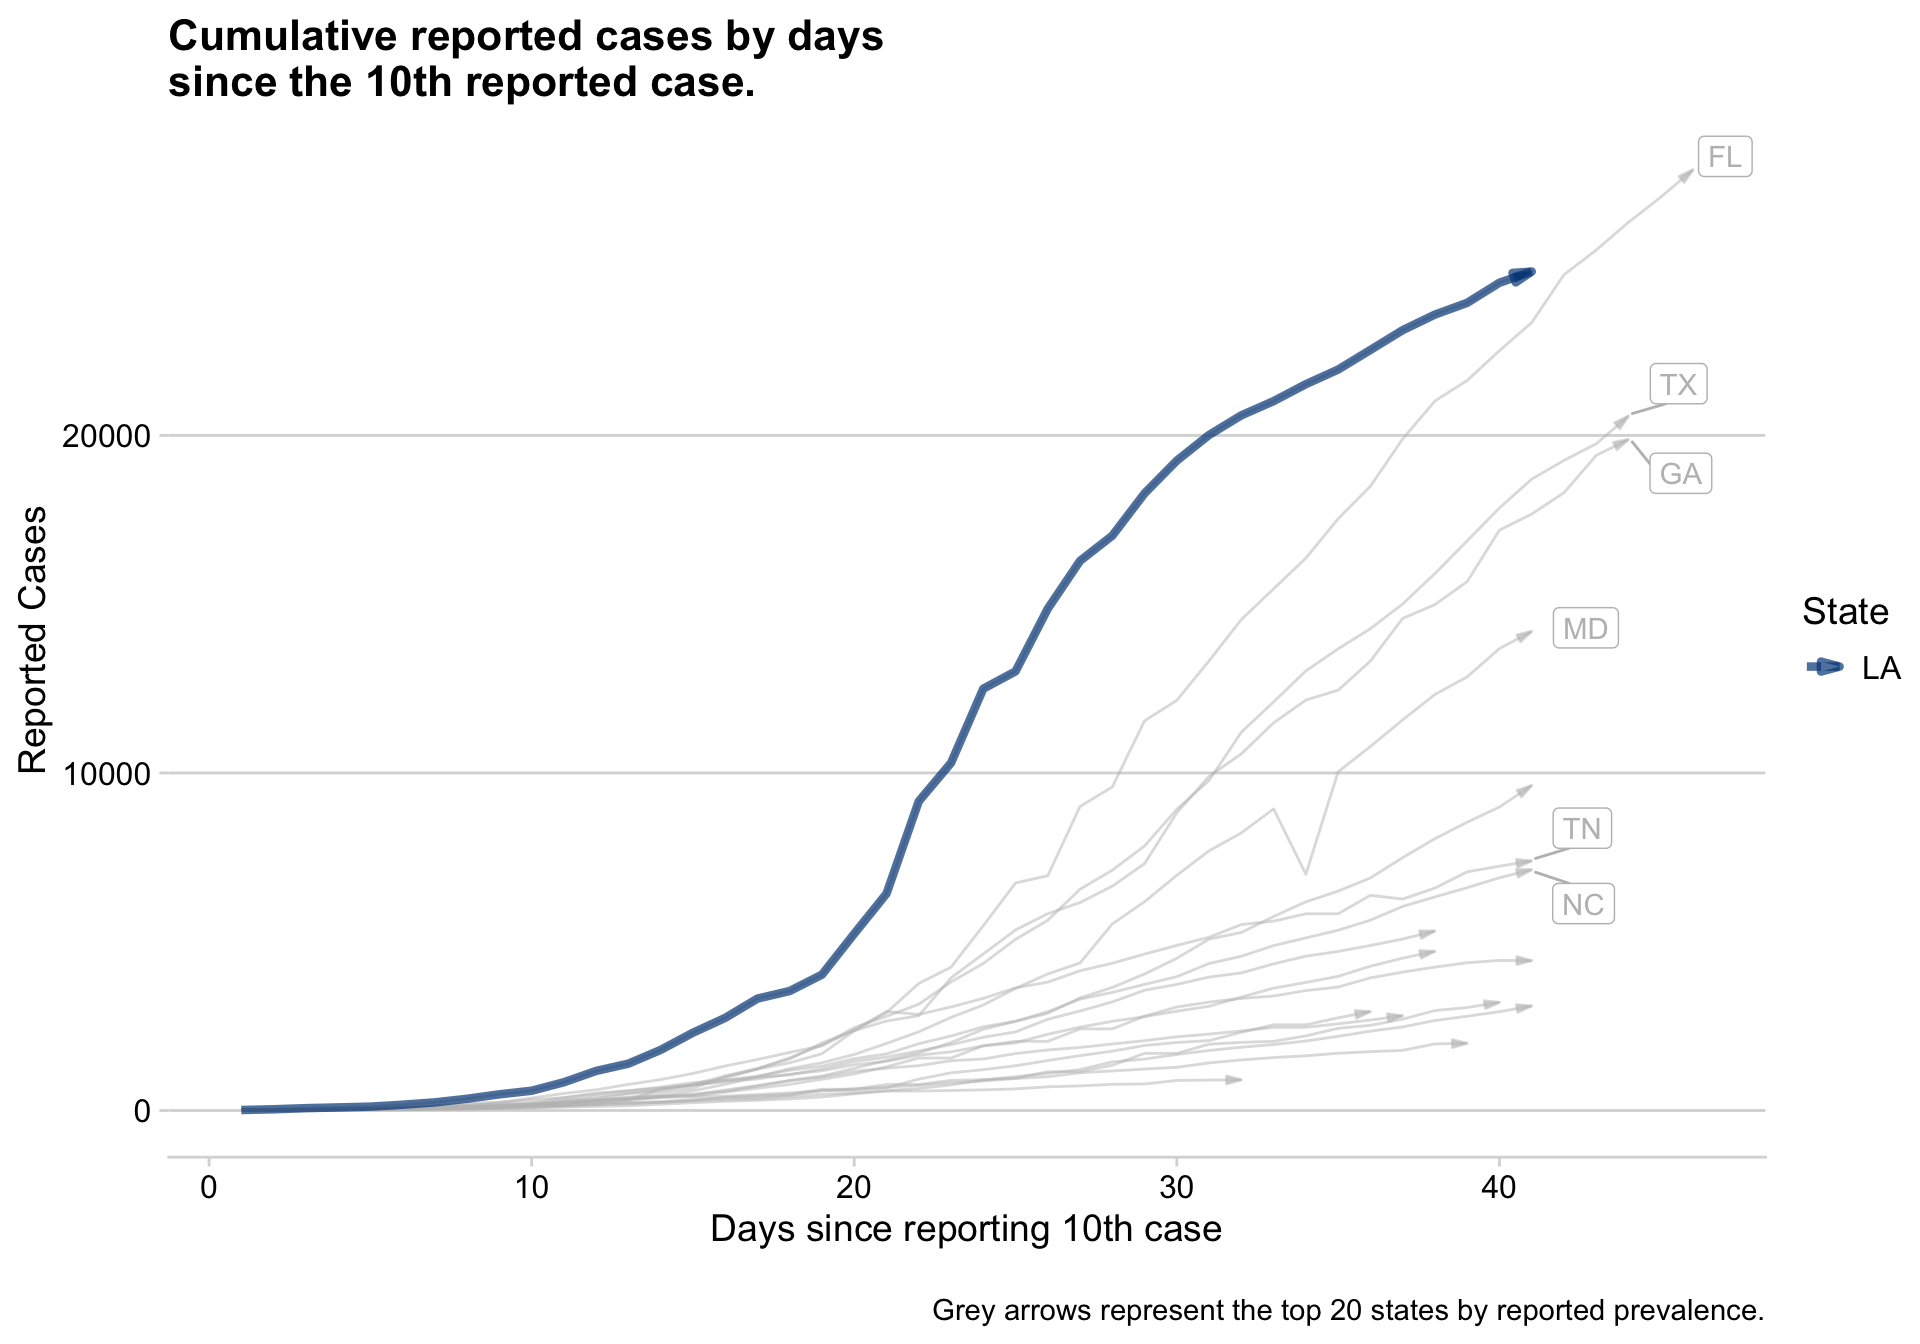 Cumulative reported cases by days
since the 10th reported case.
FL
TX
GA
MD
TN
NC
20000
10000
0
Reported Cases
State
LA
0 10 20 30 40
Days since reporting 10th case
Grey arrows represent the top 20 states by reported prevalence.